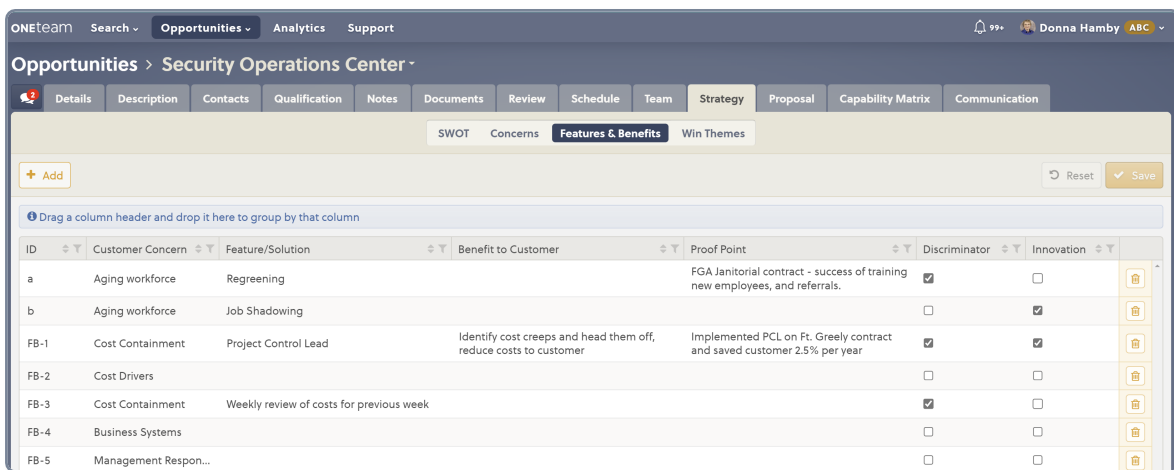 ONEteam Search Opportunities Analytics Support 99+ Donna Hamby ABC
Opportunities > Security Operations Center
2 Details Description Contacts Qualification Notes Documents Review Schedule Team Strategy Proposal Capability Matrix Communication
SWOT Concerns Features & Benefits Win Themes
+ Add Reset Save
Drag a column header and drop it here to group by that column
ID Customer Concern Feature/Solution Benefit to Customer Proof Point Discriminator Innovation
a Aging workforce Regreening FGA Janitorial contract - success of training
new employees, and referrals.
b Aging workforce Job Shadowing
FB-1 Cost Containment Project Control Lead Identify cost creeps and head them off, Implemented PCL on Ft. Greely contract
reduce costs to customer and saved customer 2.5% per year
FB-2 Cost Drivers
FB-3 Cost Containment Weekly review of costs for previous week
FB-4 Business Systems
FB-5 Management Respon...